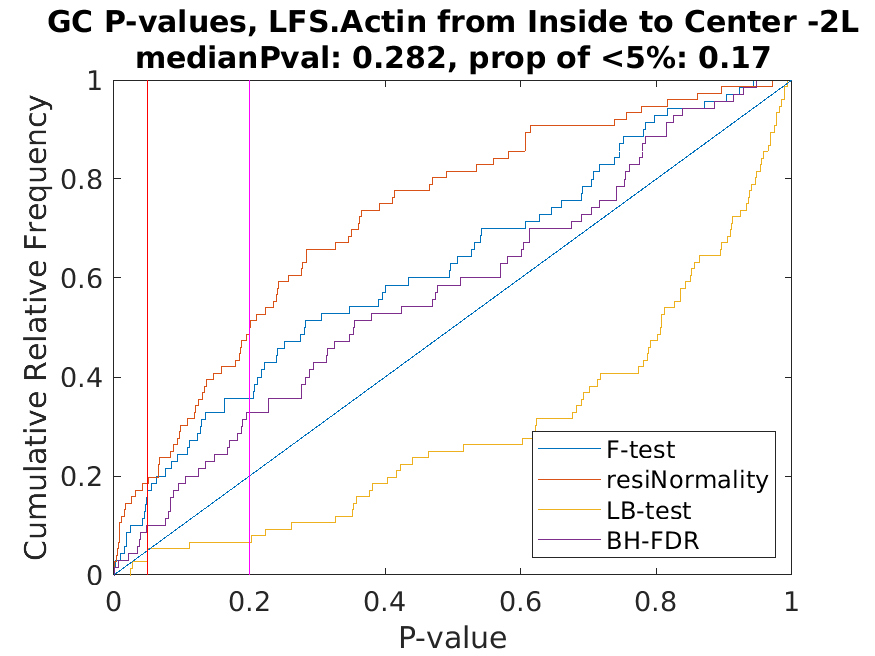 GC P-values, LFS.Actin from Inside to Center -2L
medianPval: 0.282, prop of <5%: 0.17
1
0.8
0.6
0.4
0.2
0
Cumulative Relative Frequency
F-test
resiNormality
LB-test
BH-FDR
0 0.2 0.4 0.6 0.8 1
P-value